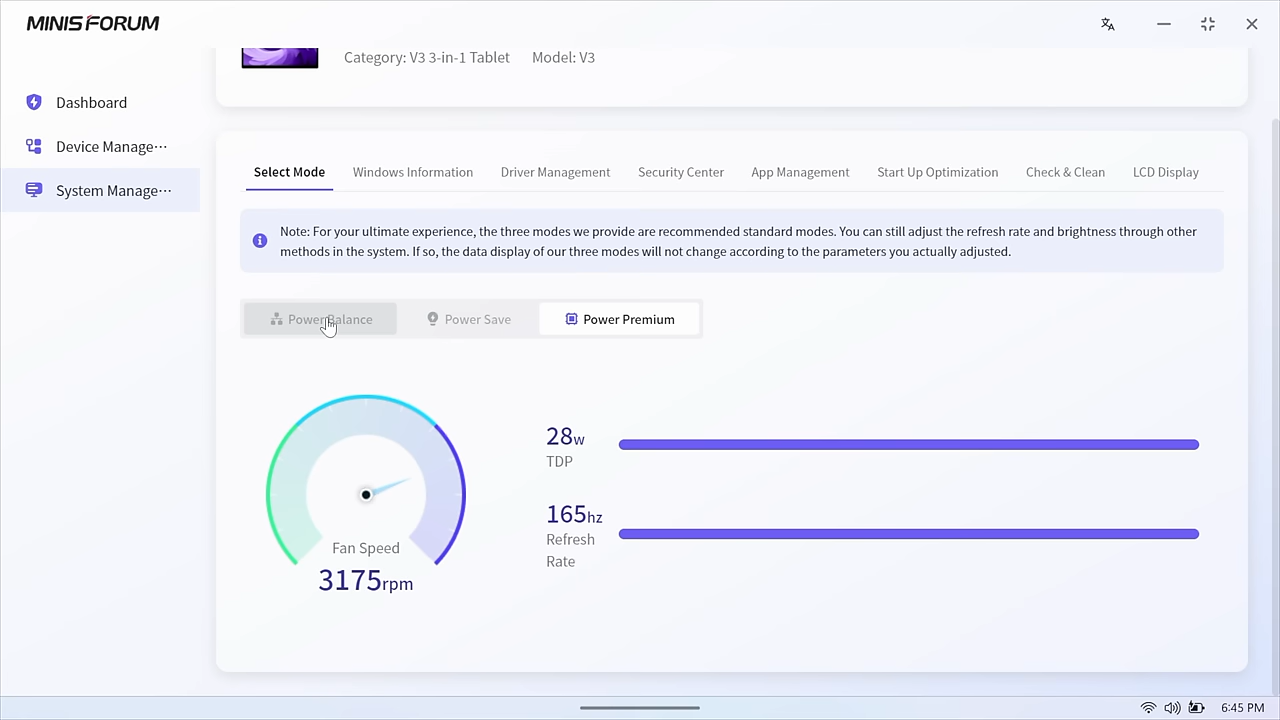 MINISFORUM
Category: V3 3-in-1 Tablet Model: V3
Dashboard
Device Manage···
System Manage···
Select Mode Windows Information Driver Management Security Center App Management Start Up Optimization Check & Clean LCD Display
Note: For your ultimate experience, the three modes we provide are recommended standard modes. You can still adjust the refresh rate and brightness through other
methods in the system. If so, the data display of our three modes will not change according to the parameters you actually adjusted.
Power Balance Power Save Power Premium
28w
TDP
165hz
Refresh
Rate
Fan Speed
3175rpm
6:45 PM